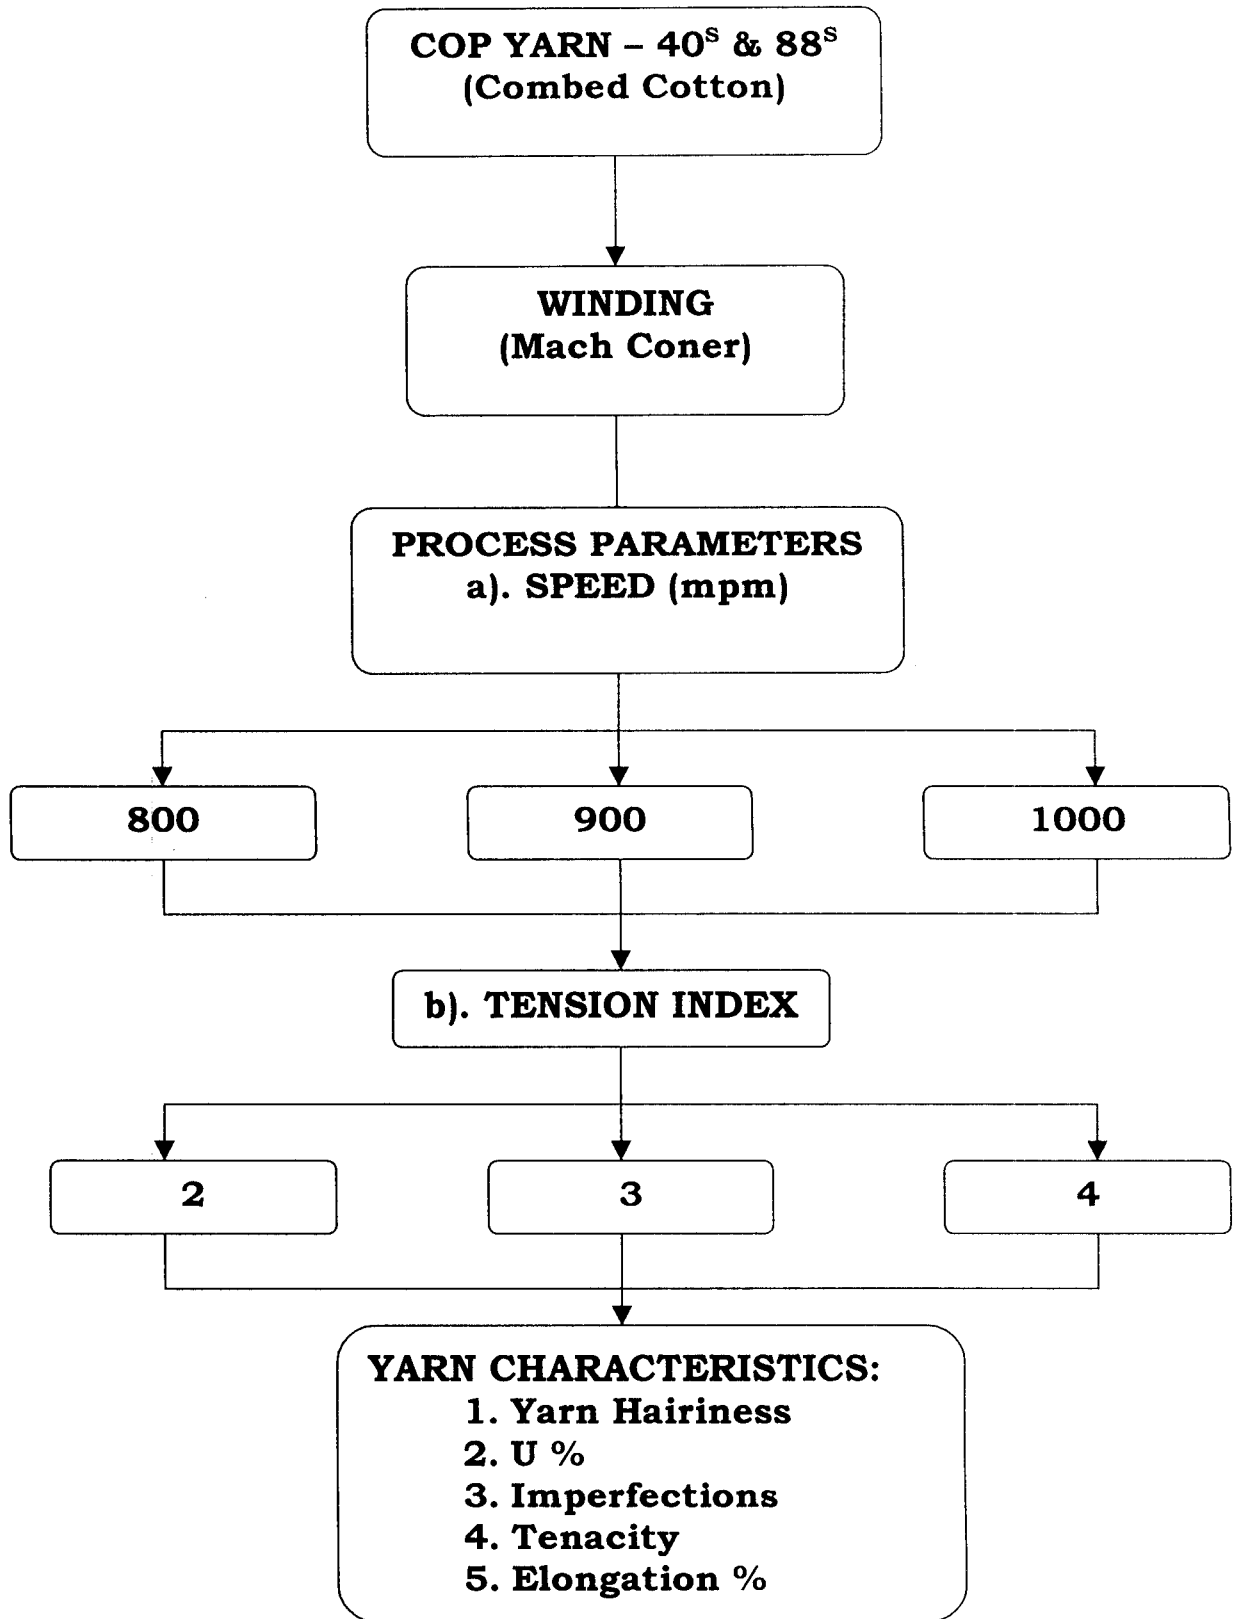 COP YARN – 40ˢ & 88ˢ
(Combed Cotton)
WINDING
(Mach Coner)
PROCESS PARAMETERS
a). SPEED (mpm)
800
900
1000
b). TENSION INDEX
2
3
4
YARN CHARACTERISTICS:
1. Yarn Hairiness
2. U %
3. Imperfections
4. Tenacity
5. Elongation %